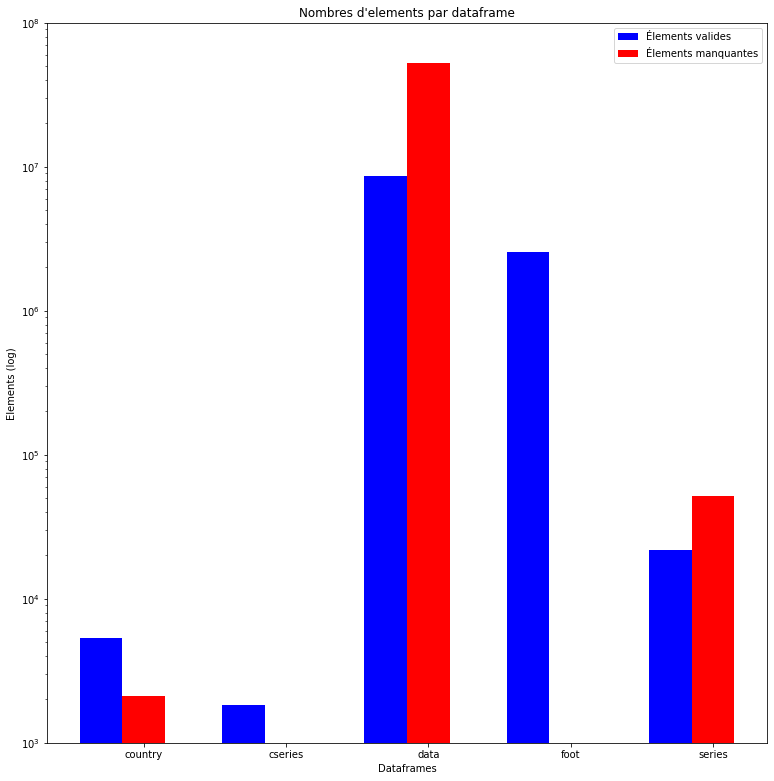 Nombres d'elements par dataframe
Élements valides
Élements manquantes
Elements (log)
10⁸
10⁷
10⁶
10⁵
10⁴
10³
country cseries data foot series
Dataframes